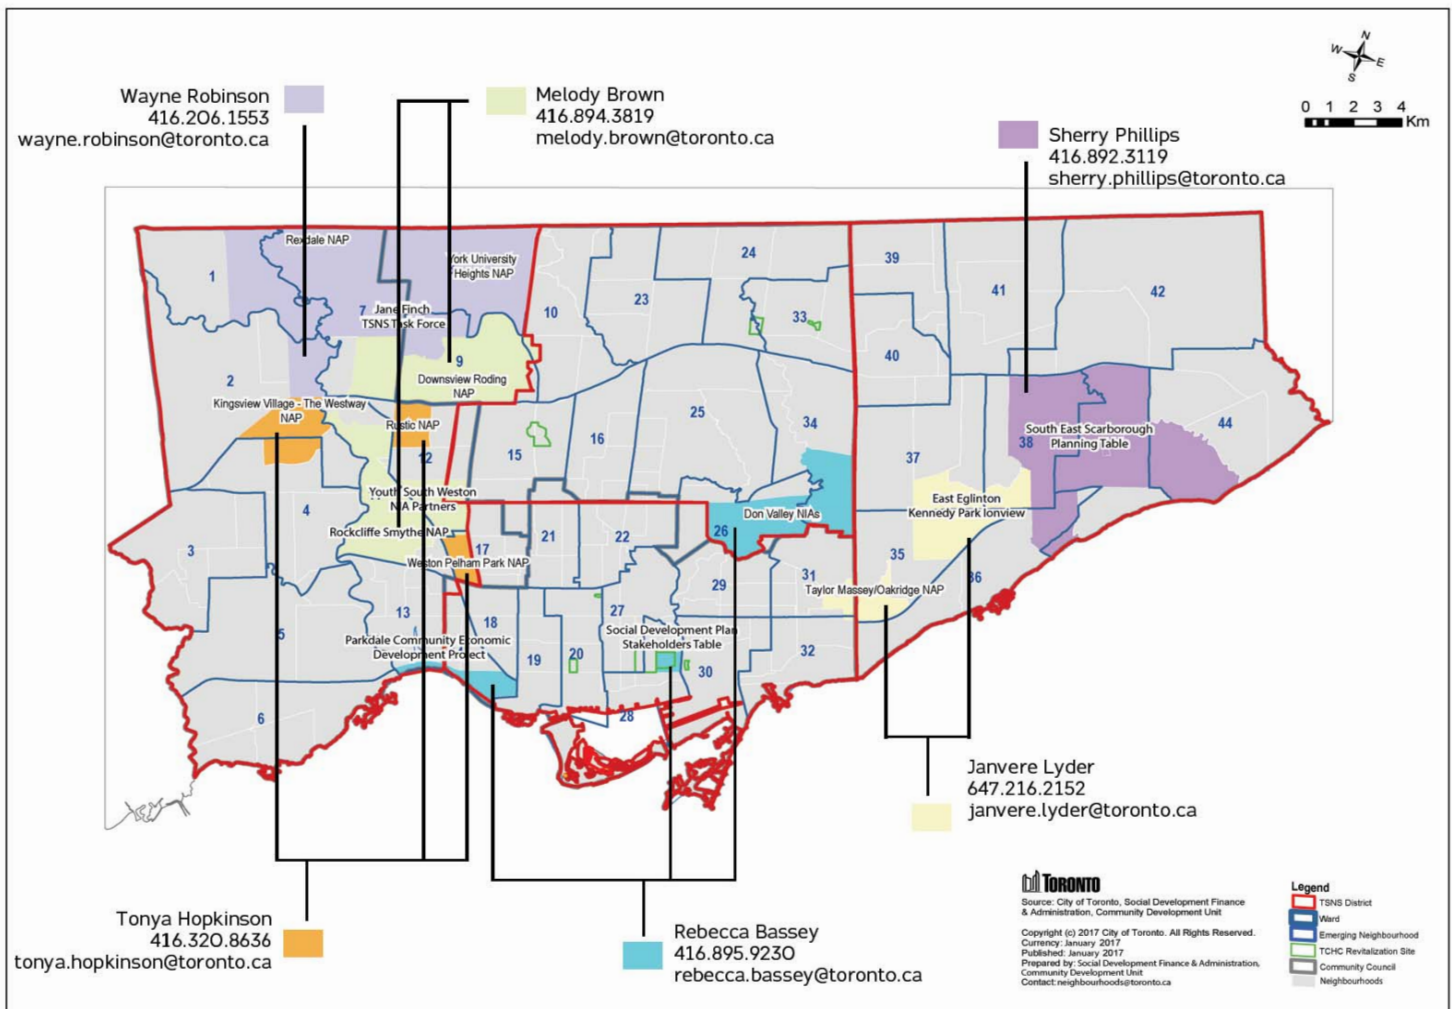 Wayne Robinson
416.206.1553
wayne.robinson@toronto.ca
Melody Brown
416.894.3819
melody.brown@toronto.ca
Sherry Phillips
416.892.3119
sherry.phillips@toronto.ca
N
W
E
S
0 1 2 3 4
Km
Rexdale NAP
York University
Heights NAP
Jane Finch
TSNS Task Force
Downsview Roding
NAP
Kingsview Village - The Westway
NAP
Rustic NAP
Youth South Weston
NIA Partners
Rockcliffe Smythe NAP
Weston Pelham Park NAP
Parkdale Community Economic
Development Project
Social Development Plan
Stakeholders Table
Don Valley NIAs
South East Scarborough
Planning Table
East Eglinton
Kennedy Park Ionview
Taylor Massey/Oakridge NAP
1
2
3
4
5
6
7
9
10
12
13
15
16
17
18
19
20
21
22
23
24
25
26
27
28
29
30
31
32
33
34
35
36
37
38
39
40
41
42
44
Janvere Lyder
647.216.2152
janvere.lyder@toronto.ca
Tonya Hopkinson
416.320.8636
tonya.hopkinson@toronto.ca
Rebecca Bassey
416.895.9230
rebecca.bassey@toronto.ca
TORONTO
Source: City of Toronto, Social Development Finance
& Administration, Community Development Unit
Copyright (c) 2017 City of Toronto. All Rights Reserved.
Currency: January 2017
Published: January 2017
Prepared by: Social Development Finance & Administration,
Community Development Unit
Contact: neighbourhoods@toronto.ca
Legend
TSNS District
Ward
Emerging Neighbourhood
TCHC Revitalization Site
Community Council
Neighbourhoods